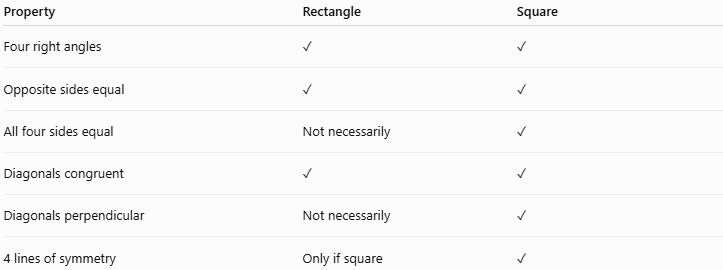 Property Rectangle Square
Four right angles ✓ ✓
Opposite sides equal ✓ ✓
All four sides equal Not necessarily ✓
Diagonals congruent ✓ ✓
Diagonals perpendicular Not necessarily ✓
4 lines of symmetry Only if square ✓